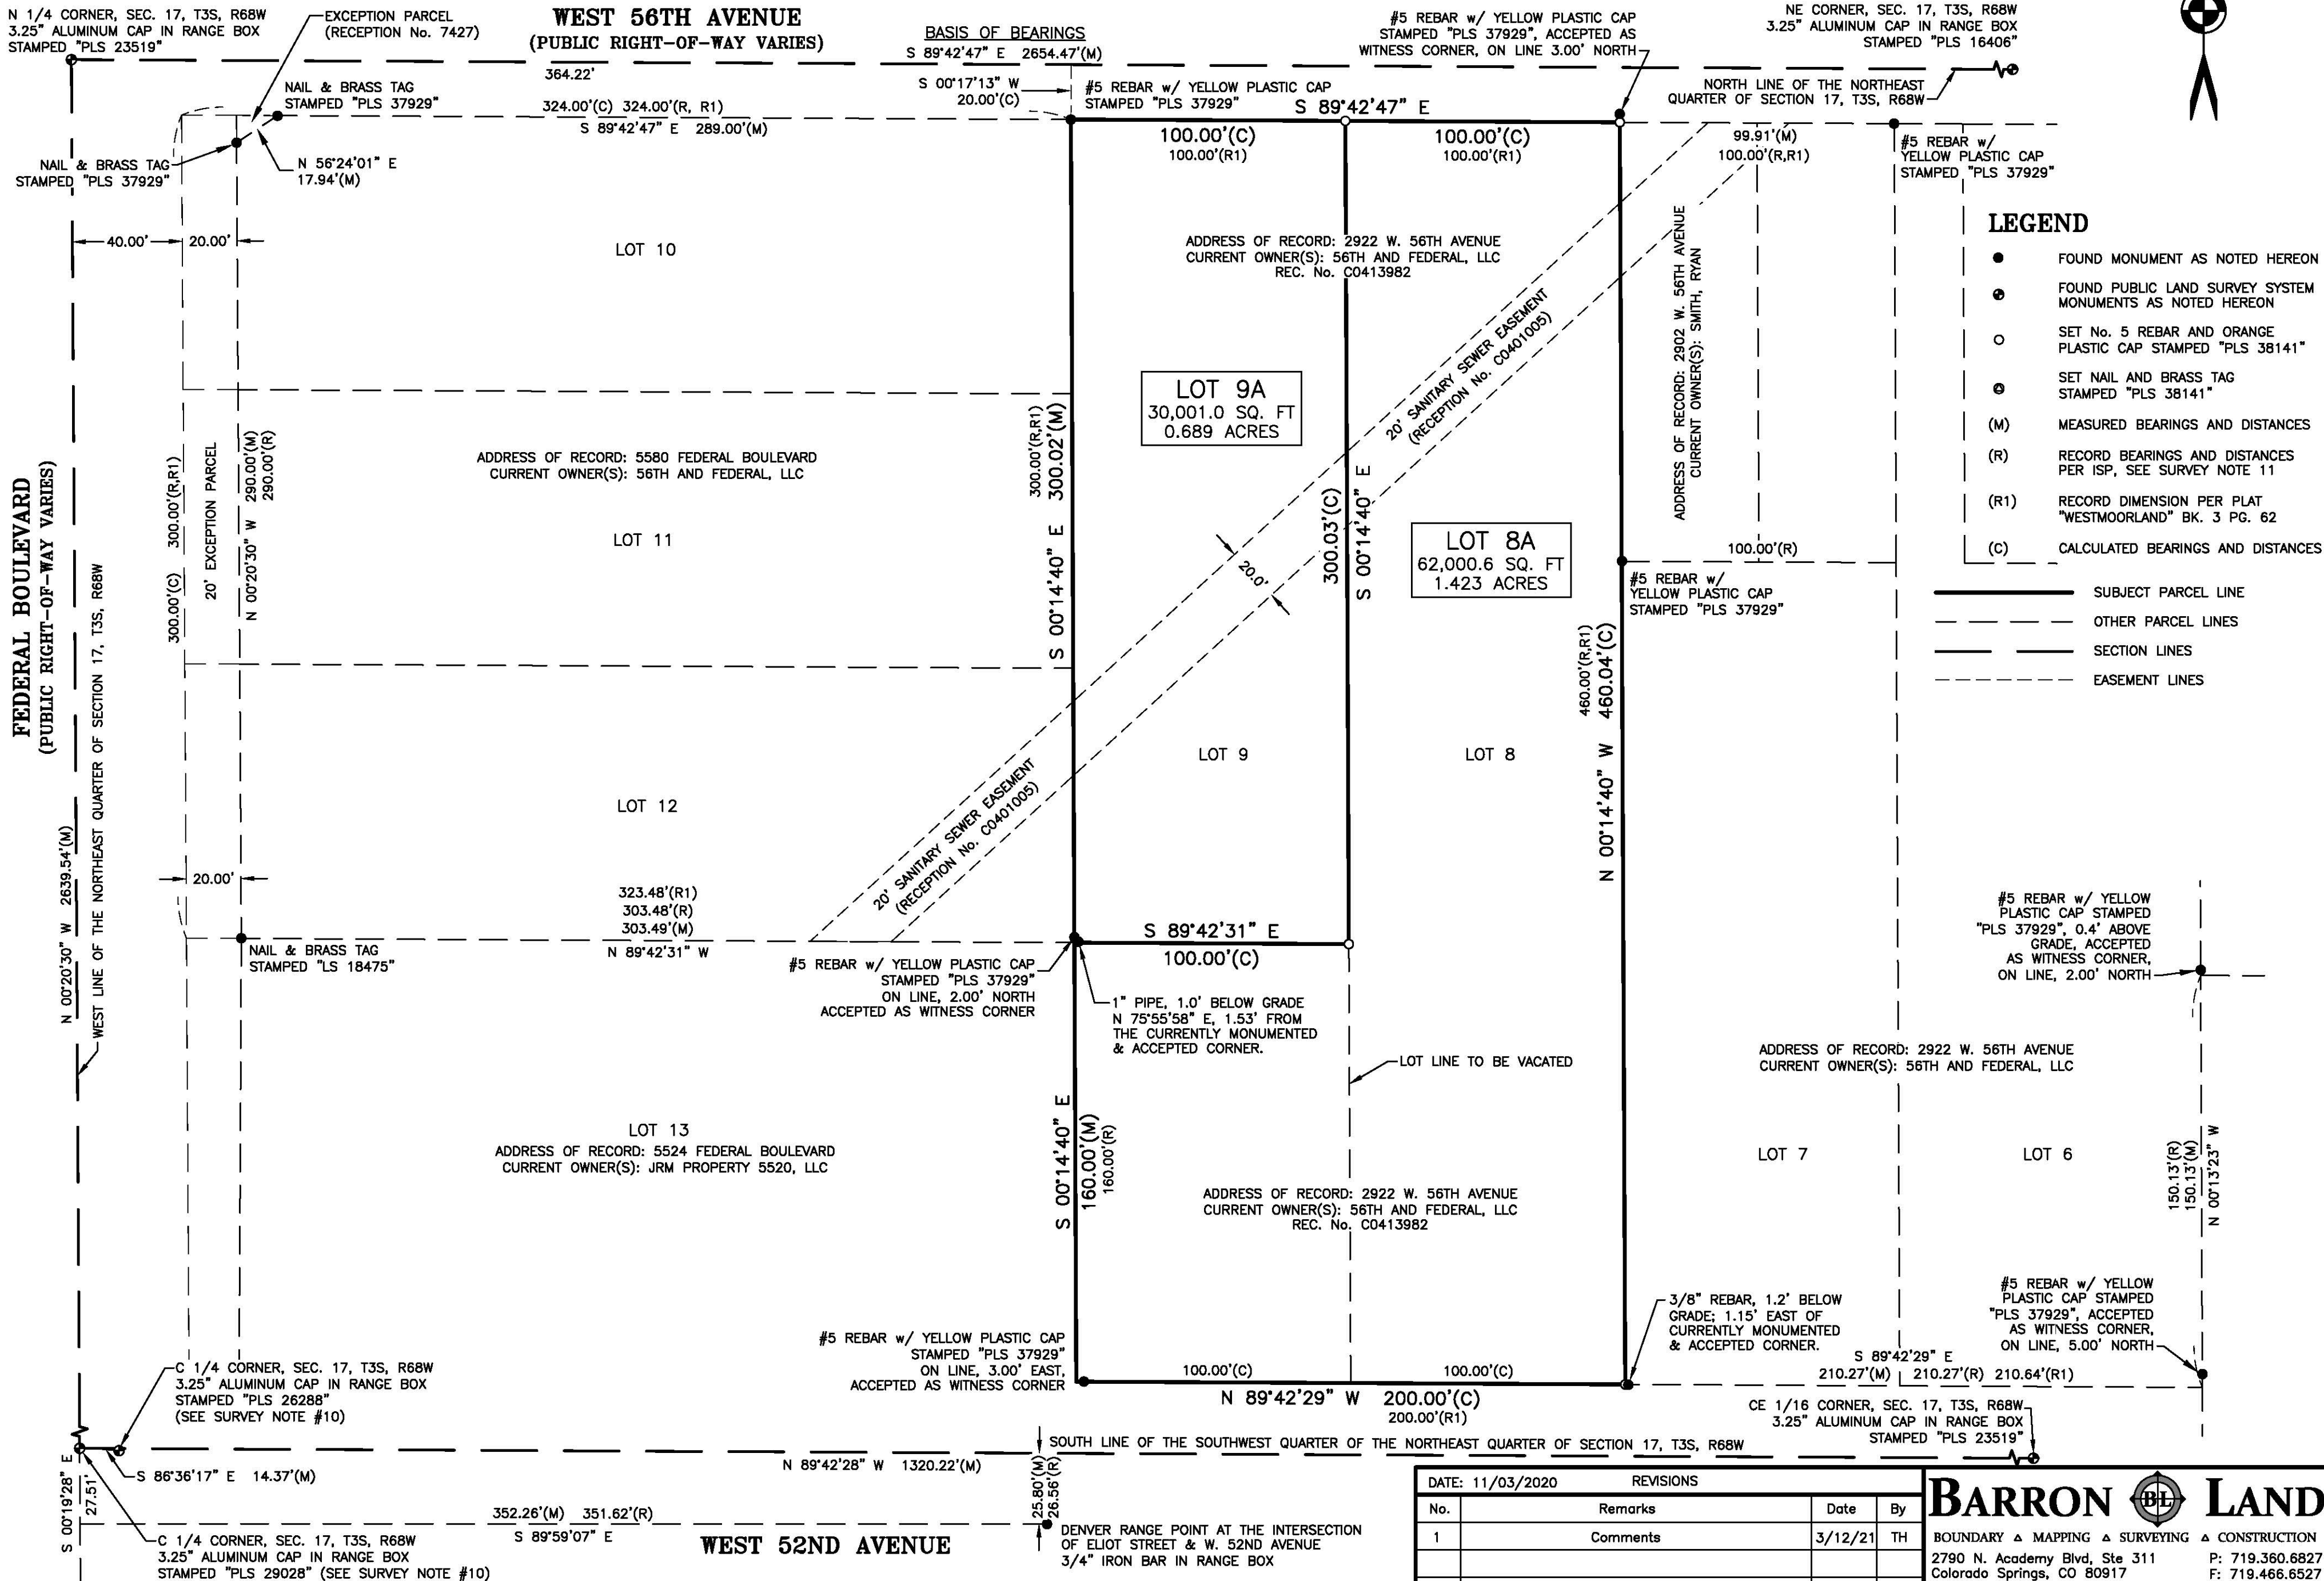 N 1/4 CORNER, SEC. 17, T3S, R68W
3.25" ALUMINUM CAP IN RANGE BOX
STAMPED "PLS 23519"
EXCEPTION PARCEL
(RECEPTION No. 7427)
WEST 56TH AVENUE
(PUBLIC RIGHT-OF-WAY VARIES)
BASIS OF BEARINGS
S 89°42'47" E 2654.47'(M)
#5 REBAR w/ YELLOW PLASTIC CAP
STAMPED "PLS 37929", ACCEPTED AS
WITNESS CORNER, ON LINE 3.00' NORTH
NE CORNER, SEC. 17, T3S, R68W
3.25" ALUMINUM CAP IN RANGE BOX
STAMPED "PLS 16406"
364.22'
NAIL & BRASS TAG
STAMPED "PLS 37929"
324.00'(C) 324.00'(R, R1)
S 89°42'47" E 289.00'(M)
S 00°17'13" W
20.00'(C)
#5 REBAR w/ YELLOW PLASTIC CAP
STAMPED "PLS 37929"
S 89°42'47" E
NORTH LINE OF THE NORTHEAST
QUARTER OF SECTION 17, T3S, R68W
100.00'(C)
100.00'(R1)
100.00'(C)
100.00'(R1)
99.91'(M)
100.00'(R,R1)
#5 REBAR w/
YELLOW PLASTIC CAP
STAMPED "PLS 37929"
NAIL & BRASS TAG
STAMPED "PLS 37929"
N 56°24'01" E
17.94'(M)
40.00'
20.00'
LOT 10
ADDRESS OF RECORD: 2922 W. 56TH AVENUE
CURRENT OWNER(S): 56TH AND FEDERAL, LLC
REC. No. C0413982
ADDRESS OF RECORD: 2902 W. 56TH AVENUE
CURRENT OWNER(S): SMITH, RYAN
LEGEND
FOUND MONUMENT AS NOTED HEREON
FOUND PUBLIC LAND SURVEY SYSTEM
MONUMENTS AS NOTED HEREON
SET No. 5 REBAR AND ORANGE
PLASTIC CAP STAMPED "PLS 38141"
SET NAIL AND BRASS TAG
STAMPED "PLS 38141"
(M) MEASURED BEARINGS AND DISTANCES
(R) RECORD BEARINGS AND DISTANCES
PER ISP, SEE SURVEY NOTE 11
(R1) RECORD DIMENSION PER PLAT
"WESTMOORLAND" BK. 3 PG. 62
(C) CALCULATED BEARINGS AND DISTANCES
SUBJECT PARCEL LINE
OTHER PARCEL LINES
SECTION LINES
EASEMENT LINES
LOT 9A
30,001.0 SQ. FT
0.689 ACRES
20' SANITARY SEWER EASEMENT
(RECEPTION No. C0401005)
20.0'
LOT 8A
62,000.6 SQ. FT
1.423 ACRES
100.00'(R)
#5 REBAR w/
YELLOW PLASTIC CAP
STAMPED "PLS 37929"
FEDERAL BOULEVARD
(PUBLIC RIGHT-OF-WAY VARIES)
N 00°20'30" W 2639.54'(M)
WEST LINE OF THE NORTHEAST QUARTER OF SECTION 17, T3S, R68W
300.00'(C) 300.00'(R,R1)
20' EXCEPTION PARCEL
N 00°20'30" W 290.00'(M)
290.00'(R)
ADDRESS OF RECORD: 5580 FEDERAL BOULEVARD
CURRENT OWNER(S): 56TH AND FEDERAL, LLC
LOT 11
300.00'(R,R1)
S 00°14'40" E 300.02'(M)
300.03'(C)
S 00°14'40" E
460.00'(R,R1)
N 00°14'40" W 460.04'(C)
LOT 9
LOT 8
LOT 12
20' SANITARY SEWER EASEMENT
(RECEPTION No. C0401005)
20.00'
323.48'(R1)
303.48'(R)
303.49'(M)
N 89°42'31" W
NAIL & BRASS TAG
STAMPED "LS 18475"
S 89°42'31" E
100.00'(C)
#5 REBAR w/ YELLOW PLASTIC CAP
STAMPED "PLS 37929"
ON LINE, 2.00' NORTH
ACCEPTED AS WITNESS CORNER
1" PIPE, 1.0' BELOW GRADE
N 75°55'58" E, 1.53' FROM
THE CURRENTLY MONUMENTED
& ACCEPTED CORNER.
#5 REBAR w/ YELLOW
PLASTIC CAP STAMPED
"PLS 37929", 0.4' ABOVE
GRADE, ACCEPTED
AS WITNESS CORNER,
ON LINE, 2.00' NORTH
LOT LINE TO BE VACATED
ADDRESS OF RECORD: 2922 W. 56TH AVENUE
CURRENT OWNER(S): 56TH AND FEDERAL, LLC
LOT 13
ADDRESS OF RECORD: 5524 FEDERAL BOULEVARD
CURRENT OWNER(S): JRM PROPERTY 5520, LLC
S 00°14'40" E
160.00'(M)
160.00'(R)
ADDRESS OF RECORD: 2922 W. 56TH AVENUE
CURRENT OWNER(S): 56TH AND FEDERAL, LLC
REC. No. C0413982
LOT 7
LOT 6
150.13'(R)
150.13'(M)
N 00°13'23" W
#5 REBAR w/ YELLOW PLASTIC CAP
STAMPED "PLS 37929"
ON LINE, 3.00' EAST,
ACCEPTED AS WITNESS CORNER
3/8" REBAR, 1.2' BELOW
GRADE; 1.15' EAST OF
CURRENTLY MONUMENTED
& ACCEPTED CORNER.
#5 REBAR w/ YELLOW
PLASTIC CAP STAMPED
"PLS 37929", ACCEPTED
AS WITNESS CORNER,
ON LINE, 5.00' NORTH
S 89°42'29" E
210.27'(M) 210.27'(R) 210.64'(R1)
100.00'(C)
100.00'(C)
N 89°42'29" W 200.00'(C)
200.00'(R1)
C 1/4 CORNER, SEC. 17, T3S, R68W
3.25" ALUMINUM CAP IN RANGE BOX
STAMPED "PLS 26288"
(SEE SURVEY NOTE #10)
CE 1/16 CORNER, SEC. 17, T3S, R68W
3.25" ALUMINUM CAP IN RANGE BOX
STAMPED "PLS 23519"
SOUTH LINE OF THE SOUTHWEST QUARTER OF THE NORTHEAST QUARTER OF SECTION 17, T3S, R68W
N 89°42'28" W 1320.22'(M)
S 86°36'17" E 14.37'(M)
S 00°19'28" E
27.51'
25.80'(M)
26.56'(R)
352.26'(M) 351.62'(R)
S 89°59'07" E
WEST 52ND AVENUE
C 1/4 CORNER, SEC. 17, T3S, R68W
3.25" ALUMINUM CAP IN RANGE BOX
STAMPED "PLS 29028" (SEE SURVEY NOTE #10)
DENVER RANGE POINT AT THE INTERSECTION
OF ELIOT STREET & W. 52ND AVENUE
3/4" IRON BAR IN RANGE BOX
DATE: 11/03/2020 REVISIONS
No. Remarks Date By
1 Comments 3/12/21 TH
BARRON BL LAND
BOUNDARY △ MAPPING △ SURVEYING △ CONSTRUCTION
2790 N. Academy Blvd, Ste 311 P: 719.360.6827
Colorado Springs, CO 80917 F: 719.466.6527